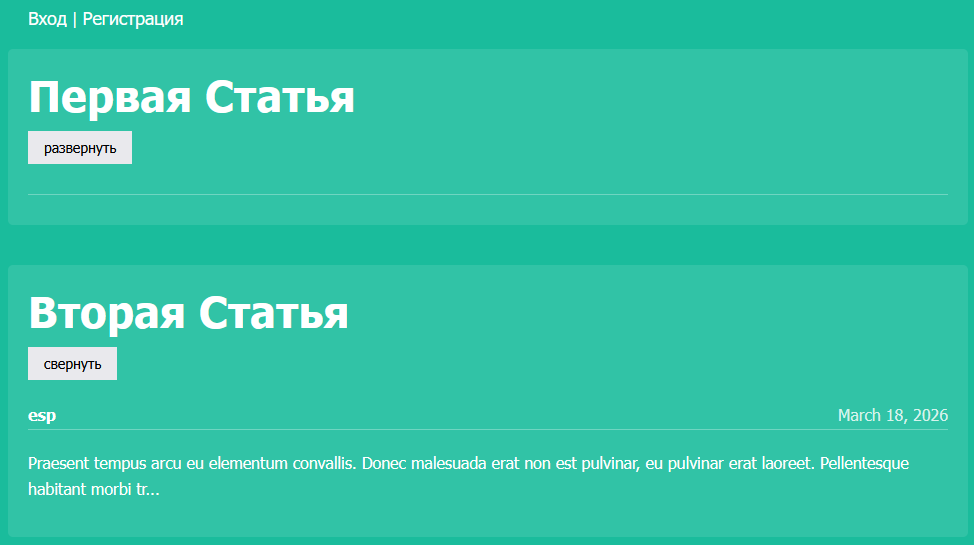 Вход | Регистрация
Первая Статья
развернуть
Вторая Статья
свернуть
esp March 18, 2026
Praesent tempus arcu eu elementum convallis. Donec malesuada erat non est pulvinar, eu pulvinar erat laoreet. Pellentesque
habitant morbi tr...